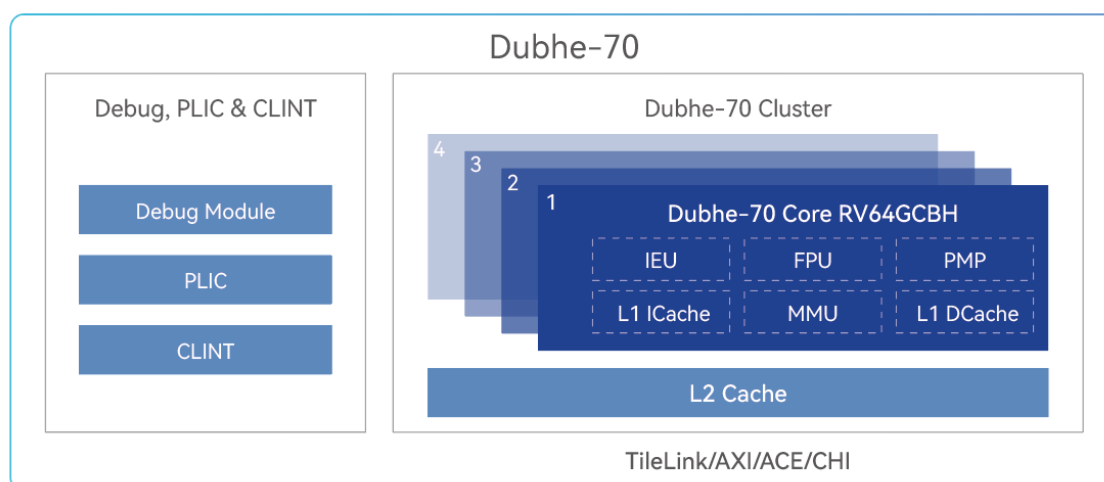 Dubhe-70
Debug, PLIC & CLINT
Debug Module
PLIC
CLINT
Dubhe-70 Cluster
4
3
2
1
Dubhe-70 Core RV64GCBH
IEU FPU PMP
L1 ICache MMU L1 DCache
L2 Cache
TileLink/AXI/ACE/CHI